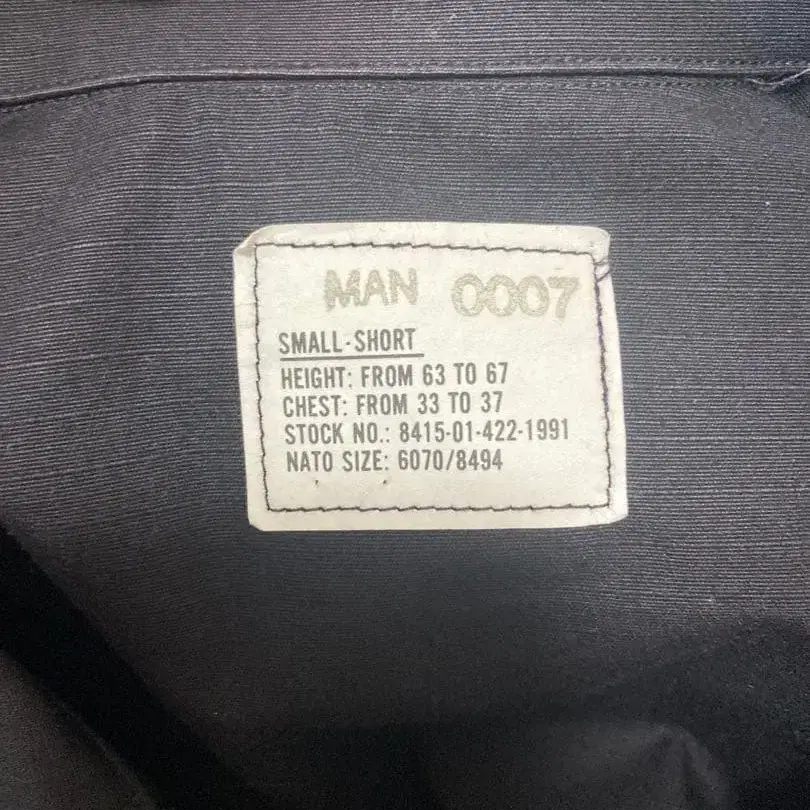 MAN 0007
SMALL-SHORT
HEIGHT: FROM 63 TO 67
CHEST: FROM 33 TO 37
STOCK NO.: 8415-01-422-1991
NATO SIZE: 6070/8494